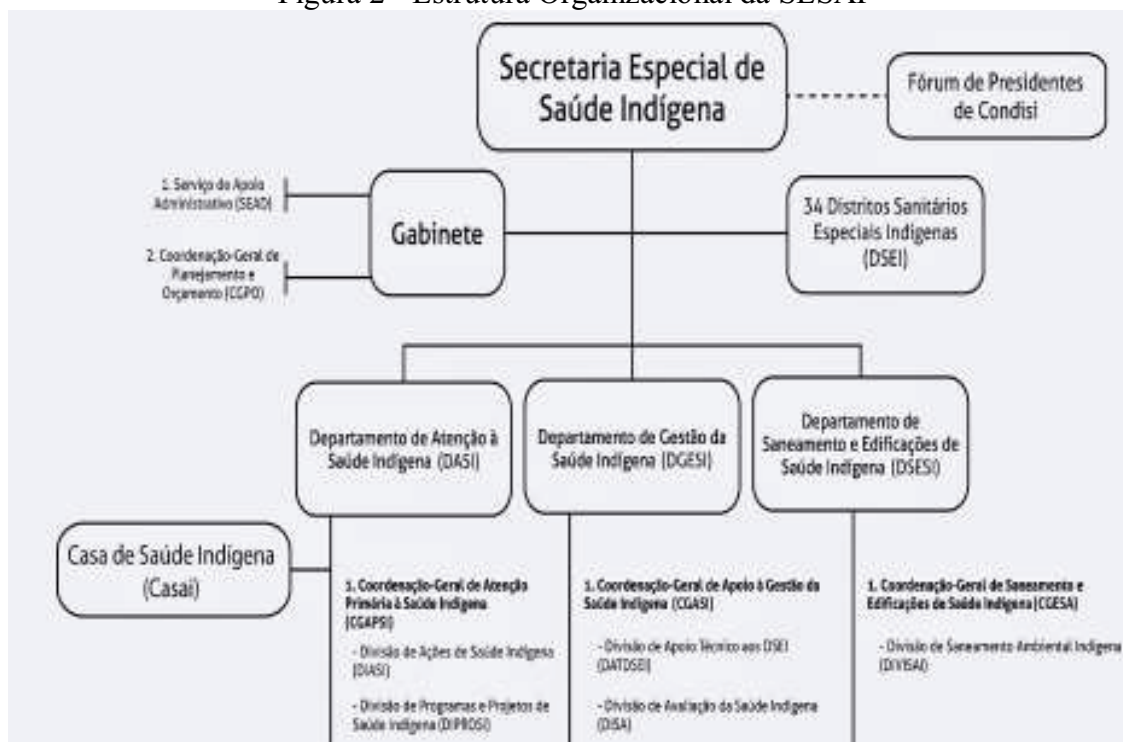 Figura 2 - Estrutura Organizacional da SESAI
Secretaria Especial de
Saúde Indígena
Fórum de Presidentes
de Condisi
1. Serviço de Apoio
Administrativo (SEAD)
2. Coordenação-Geral de
Planejamento e
Orçamento (CGPO)
Gabinete
34 Distritos Sanitários
Especiais Indígenas
(DSEI)
Departamento de Atenção à
Saúde Indígena (DASI)
Departamento de Gestão da
Saúde Indígena (DGESI)
Departamento de
Saneamento e Edificações de
Saúde Indígena (DSESI)
Casa de Saúde Indígena
(Casai)
1. Coordenação-Geral de Atenção
Primária à Saúde Indígena
(CGAPSI)
- Divisão de Ações de Saúde Indígena
(DIASI)
- Divisão de Programas e Projetos de
Saúde Indígena (DIPROSI)
1. Coordenação-Geral de Apoio à Gestão da
Saúde Indígena (CGASI)
- Divisão de Apoio Técnico aos DSEI
(DATDSEI)
- Divisão de Avaliação da Saúde Indígena
(DISA)
1. Coordenação-Geral de Saneamento e
Edificações de Saúde Indígena (CGESA)
- Divisão de Saneamento Ambiental Indígena
(DIVISAI)